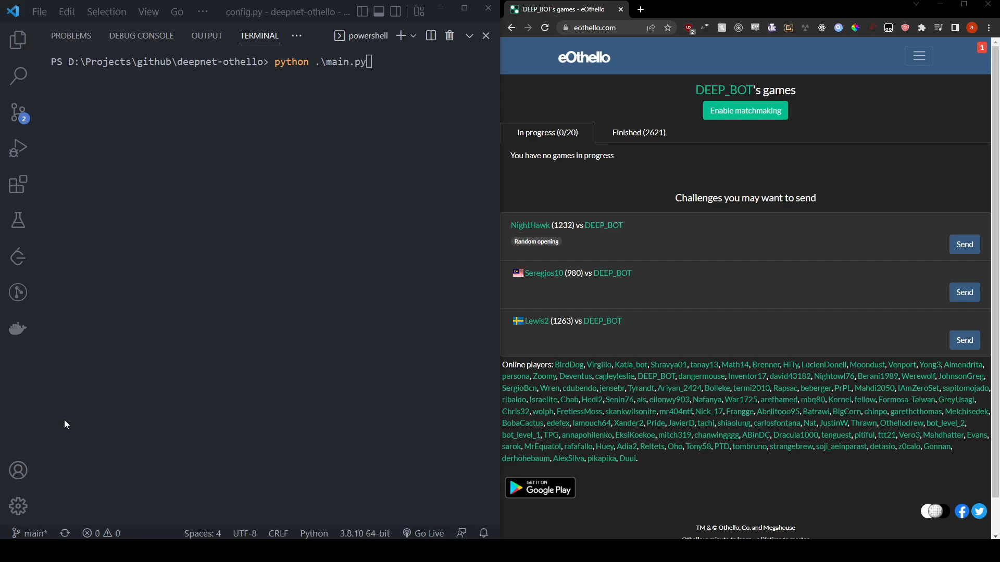 File Edit Selection View Go ··· config.py - deepnet-othello - ...
PROBLEMS DEBUG CONSOLE OUTPUT TERMINAL ··· powershell
PS D:\Projects\github\deepnet-othello> python .\main.py
2
main* 0 0 Spaces: 4 UTF-8 CRLF Python 3.8.10 64-bit Go Live
DEEP_BOT's games - eOthello
eothello.com 2 a
eOthello 1
DEEP_BOT's games
Enable matchmaking
In progress (0/20) Finished (2621)
You have no games in progress
Challenges you may want to send
NightHawk (1232) vs DEEP_BOT
Random opening
Send
Seregios10 (980) vs DEEP_BOT
Send
Lewis2 (1263) vs DEEP_BOT
Send
Online players: BirdDog, Virgilio, Katla_bot, Shravya01, tanay13, Math14, Brenner, HiTy, LucienDonell, Moondust, Venport, Yong3, Almendrita,
persona, Zoomy, Deventus, cagleyleslie, DEEP_BOT, dangermouse, Inventor17, david43182, Nightowl76, Berani1989, Werewolf, JohnsonGreg,
SergioBcn, Wren, cdubendo, jensebr, Tyrandt, Ariyan_2424, Bolleke, termi2010, Rapsac, beberger, PrPL, Mahdi2050, IAmZeroSet, sapitomojado,
ribaldo, Israelite, Chab, Hedi2, Senin76, als, eilonwy903, Nafanya, War1725, arefhamed, mbq80, Kornei, fellow, Formosa_Taiwan, GreyUsagi,
Chris32, wolph, FretlessMoss, skankwilsonite, mr404ntf, Nick_17, Frangge, Abelitooo95, Batrawi, BigCorn, chinpo, garethcthomas, Melchisedek,
BobaCactus, edefex, lamouch64, Xander2, Pride, JavierD, tachi, shiaolung, carlosfontana, Nat, JustinW, Thrawn, Othellodrew, bot_level_2,
bot_level_1, TPG, annapohilenko, EksiKoekoe, mitch319, chanwingggg, ABinDC, Dracula1000, tenguest, pitiful, ttt21, Vero3, Mahdhatter, Evans,
sarok, MrEquatol, rafafallo, Huey, Adia2, Reltets, Oho, Tony58, PTD, tombruno, strangebrew, soji_aeinparast, detasio, z0calo, Gonnan,
derhohebaum, AlexSilva, pikapika, Duui.
GET IT ON
Google Play
TM & © Othello, Co. and Megahouse